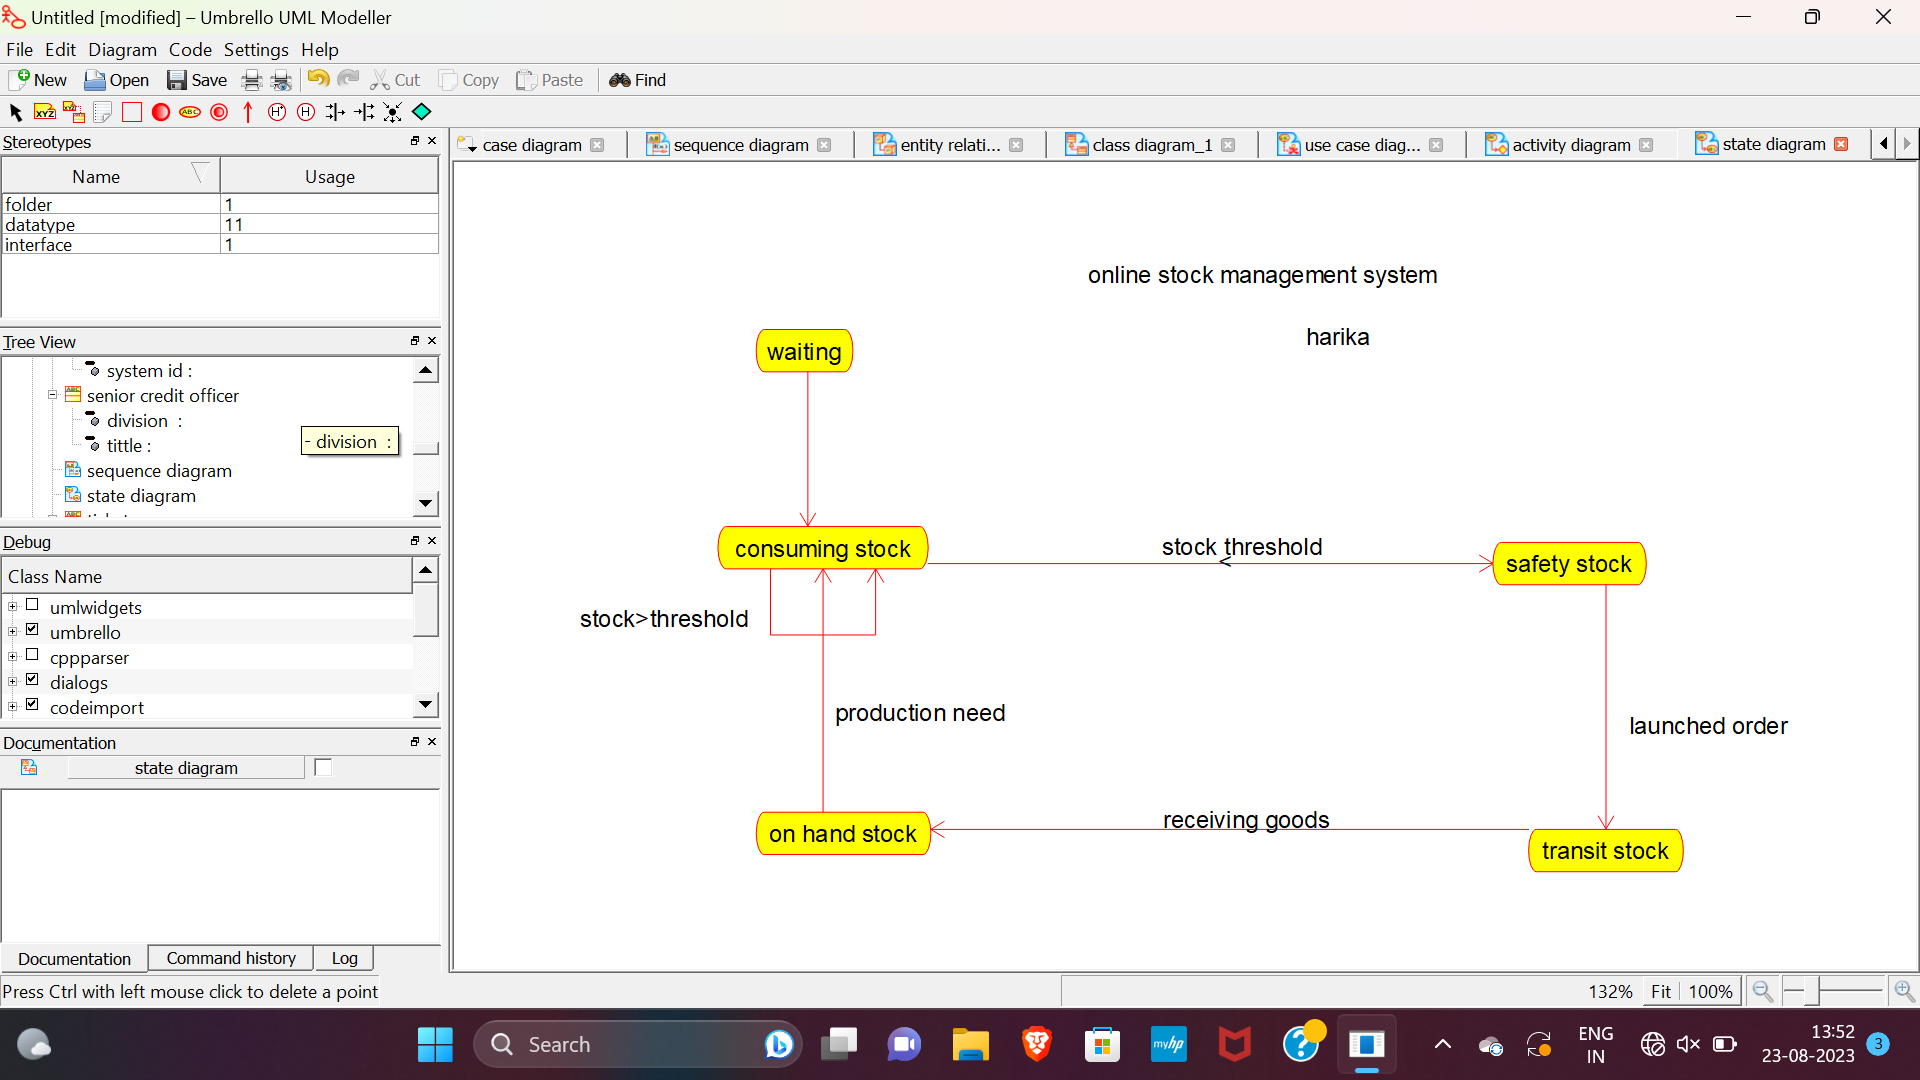 Untitled [modified] – Umbrello UML Modeller
File Edit Diagram Code Settings Help
New Open Save Cut Copy Paste Find
XYZ XYZ ABC H* H
Stereotypes
Name Usage
folder 1
datatype 11
interface 1
Tree View
system id :
senior credit officer
division :
tittle :
- division :
sequence diagram
state diagram
Debug
Class Name
umlwidgets
umbrello
cppparser
dialogs
codeimport
Documentation
state diagram
Documentation Command history Log
Press Ctrl with left mouse click to delete a point
case diagram sequence diagram entity relati... class diagram_1 use case diag... activity diagram state diagram
online stock management system
harika
waiting
consuming stock
stock threshold
<
safety stock
stock>threshold
production need
launched order
on hand stock
receiving goods
transit stock
132% Fit 100%
Search
myhp
ENG
IN
13:52
23-08-2023
3